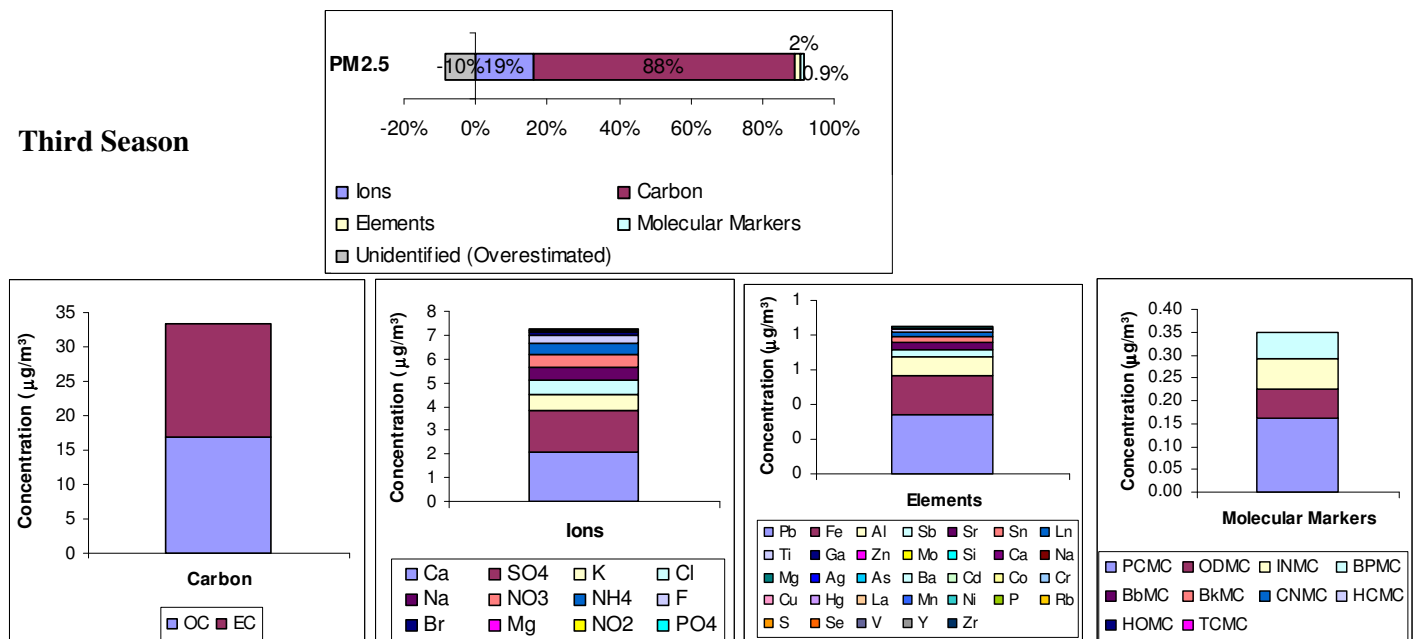 2%
PM2.5
-10%
19%
88%
0.9%
-20% 0% 20% 40% 60% 80% 100%
Third Season
Ions
Carbon
Elements
Molecular Markers
Unidentified (Overestimated)
Concentration (µg/m³)
35
30
25
20
15
10
5
0
Carbon
OC EC
Concentration (µg/m³)
8
7
6
5
4
3
2
1
0
Ions
Ca SO4 K Cl
Na NO3 NH4 F
Br Mg NO2 PO4
Concentration (µg/m³)
1
1
1
0
0
0
Elements
Pb Fe Al Sb Sr Sn Ln
Ti Ga Zn Mo Si Ca Na
Mg Ag As Ba Cd Co Cr
Cu Hg La Mn Ni P Rb
S Se V Y Zr
Concentration (µg/m³)
0.40
0.35
0.30
0.25
0.20
0.15
0.10
0.05
0.00
Molecular Markers
PCMC ODMC INMC BPMC
BbMC BkMC CNMC HCMC
HOMC TCMC